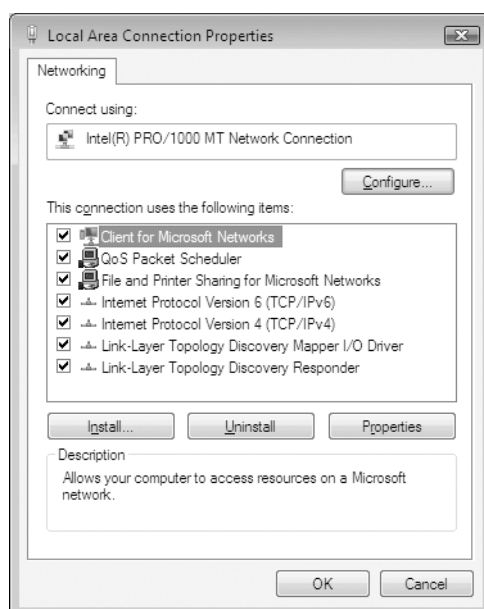 Local Area Connection Properties
Networking
Connect using:
Intel(R) PRO/1000 MT Network Connection
Configure...
This connection uses the following items:
Client for Microsoft Networks
QoS Packet Scheduler
File and Printer Sharing for Microsoft Networks
Internet Protocol Version 6 (TCP/IPv6)
Internet Protocol Version 4 (TCP/IPv4)
Link-Layer Topology Discovery Mapper I/O Driver
Link-Layer Topology Discovery Responder
Install... Uninstall Properties
Description
Allows your computer to access resources on a Microsoft
network.
OK Cancel